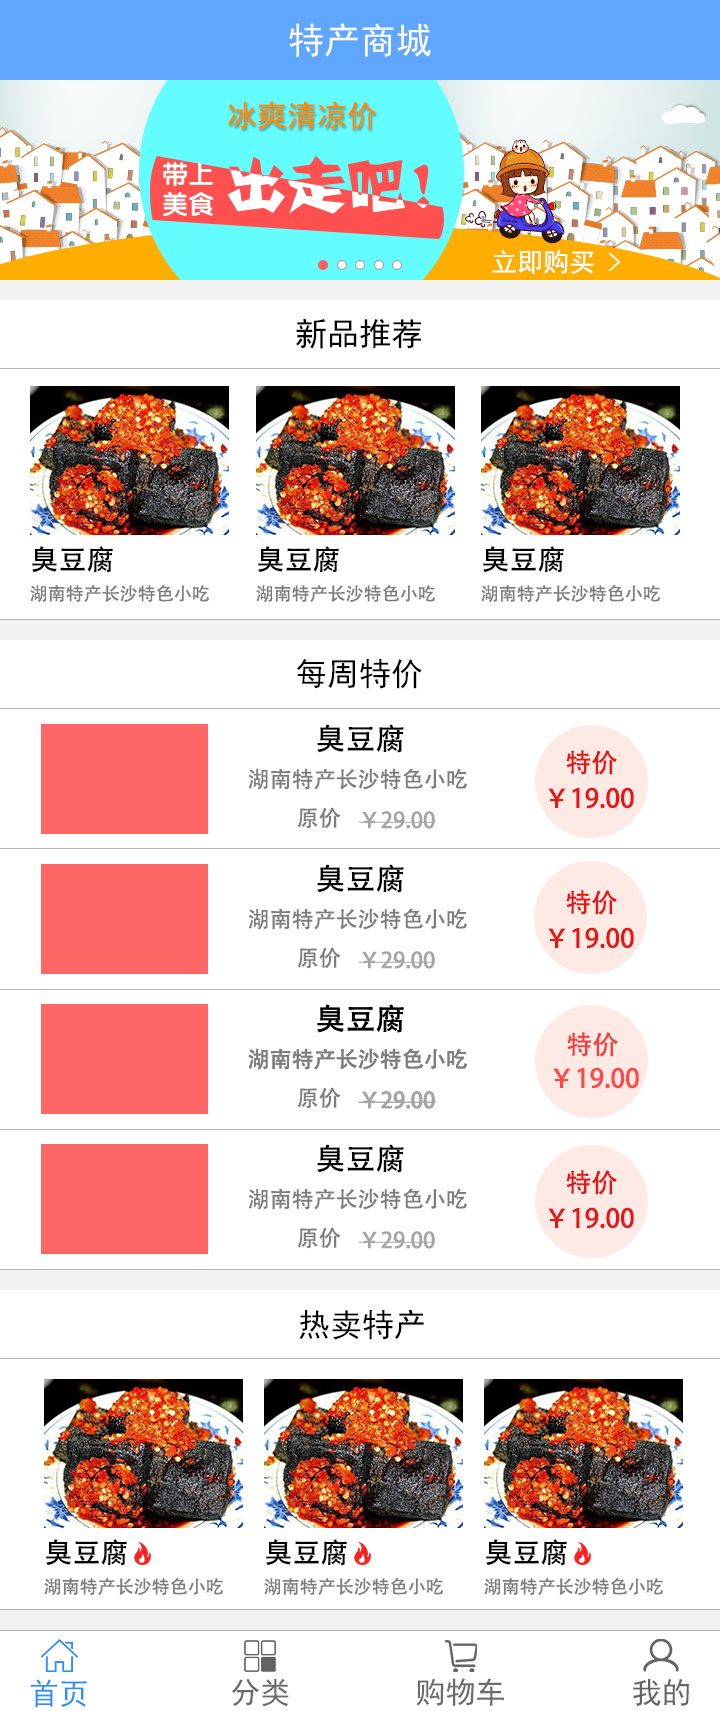 特产商城
冰爽清凉价
带上
美食
出走吧！
立即购买
新品推荐
臭豆腐
湖南特产长沙特色小吃
臭豆腐
湖南特产长沙特色小吃
臭豆腐
湖南特产长沙特色小吃
每周特价
臭豆腐
湖南特产长沙特色小吃
原价 ￥29.00
特价
￥19.00
臭豆腐
湖南特产长沙特色小吃
原价 ￥29.00
特价
￥19.00
臭豆腐
湖南特产长沙特色小吃
原价 ￥29.00
特价
￥19.00
臭豆腐
湖南特产长沙特色小吃
原价 ￥29.00
特价
￥19.00
热卖特产
臭豆腐
湖南特产长沙特色小吃
臭豆腐
湖南特产长沙特色小吃
臭豆腐
湖南特产长沙特色小吃
首页
分类
购物车
我的